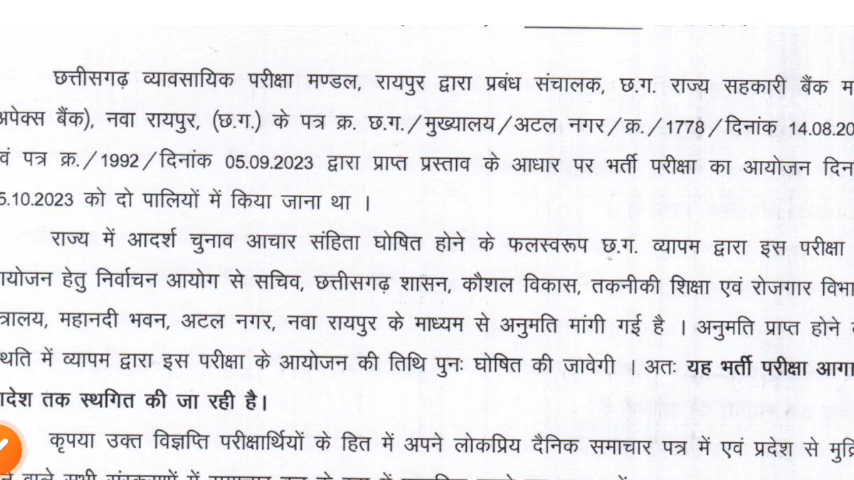 छत्तीसगढ़ व्यावसायिक परीक्षा मण्डल, रायपुर द्वारा प्रबंध संचालक, छ.ग. राज्य सहकारी बैंक म
अपेक्स बैंक), नवा रायपुर, (छ.ग.) के पत्र क्र. छ.ग./मुख्यालय/अटल नगर/क्र./1778/दिनांक 14.08.20
वं पत्र क्र./1992/दिनांक 05.09.2023 द्वारा प्राप्त प्रस्ताव के आधार पर भर्ती परीक्षा का आयोजन दिन
5.10.2023 को दो पालियों में किया जाना था ।
राज्य में आदर्श चुनाव आचार संहिता घोषित होने के फलस्वरूप छ.ग. व्यापम द्वारा इस परीक्षा
ायोजन हेतु निर्वाचन आयोग से सचिव, छत्तीसगढ़ शासन, कौशल विकास, तकनीकी शिक्षा एवं रोजगार विभा
त्रालय, महानदी भवन, अटल नगर, नवा रायपुर के माध्यम से अनुमति मांगी गई है । अनुमति प्राप्त होने
थति में व्यापम द्वारा इस परीक्षा के आयोजन की तिथि पुनः घोषित की जावेगी । अतः यह भर्ती परीक्षा आगा
ादेश तक स्थगित की जा रही है।
कृपया उक्त विज्ञप्ति परीक्षार्थियों के हित में अपने लोकप्रिय दैनिक समाचार पत्र में एवं प्रदेश से मुद्रि